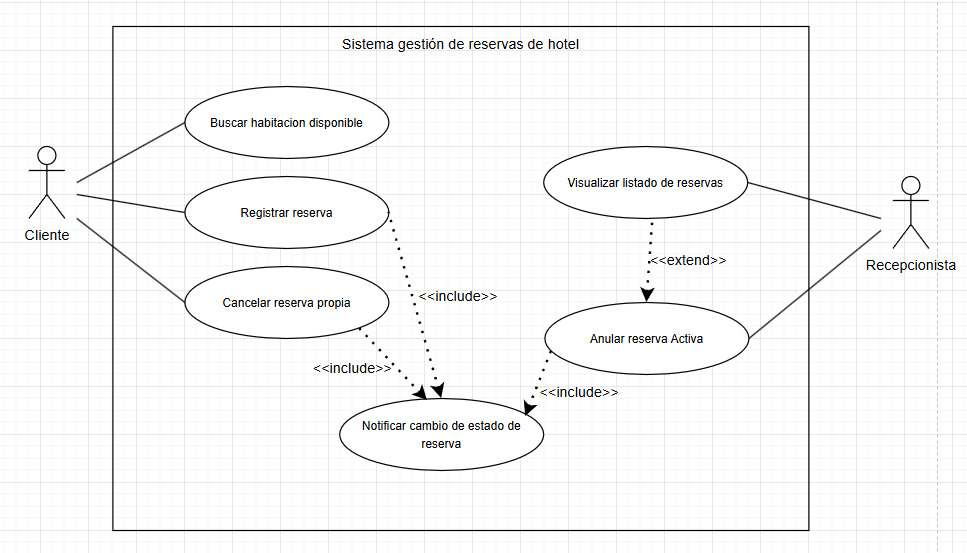 Sistema gestión de reservas de hotel
Buscar habitacion disponible
Visualizar listado de reservas
Registrar reserva
Cliente
<<extend>>
Recepcionista
Cancelar reserva propia
<<include>>
Anular reserva Activa
<<include>>
<<include>>
Notificar cambio de estado de
reserva